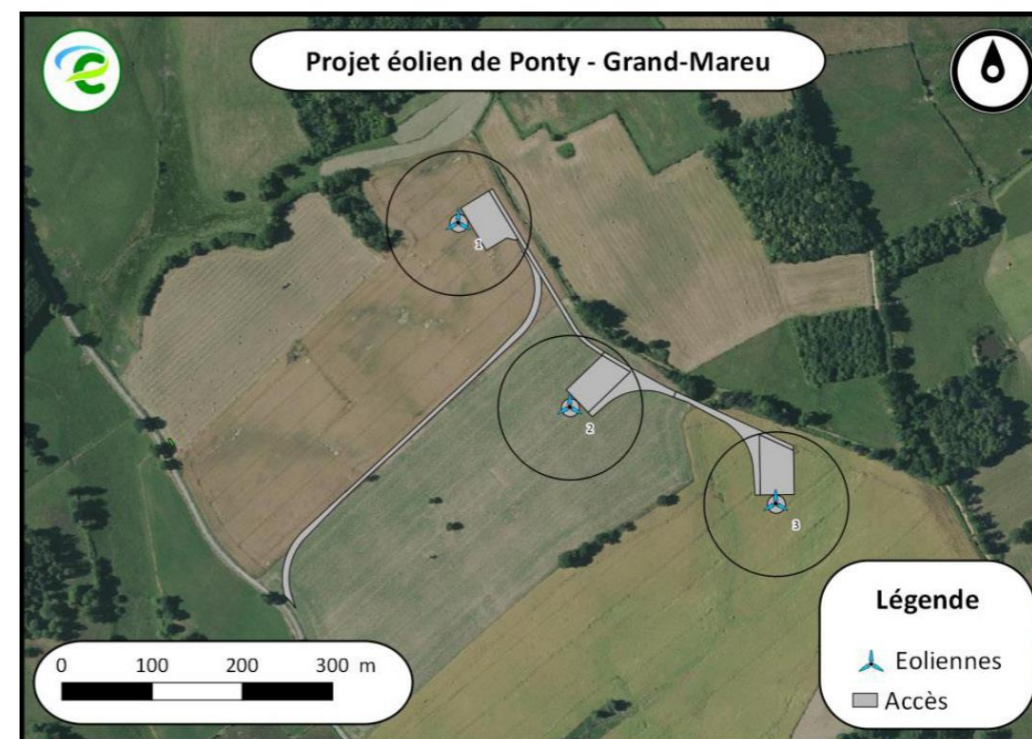 Projet éolien de Ponty - Grand-Mareu
1
2
3
0 100 200 300 m
Légende
Eoliennes
Accès